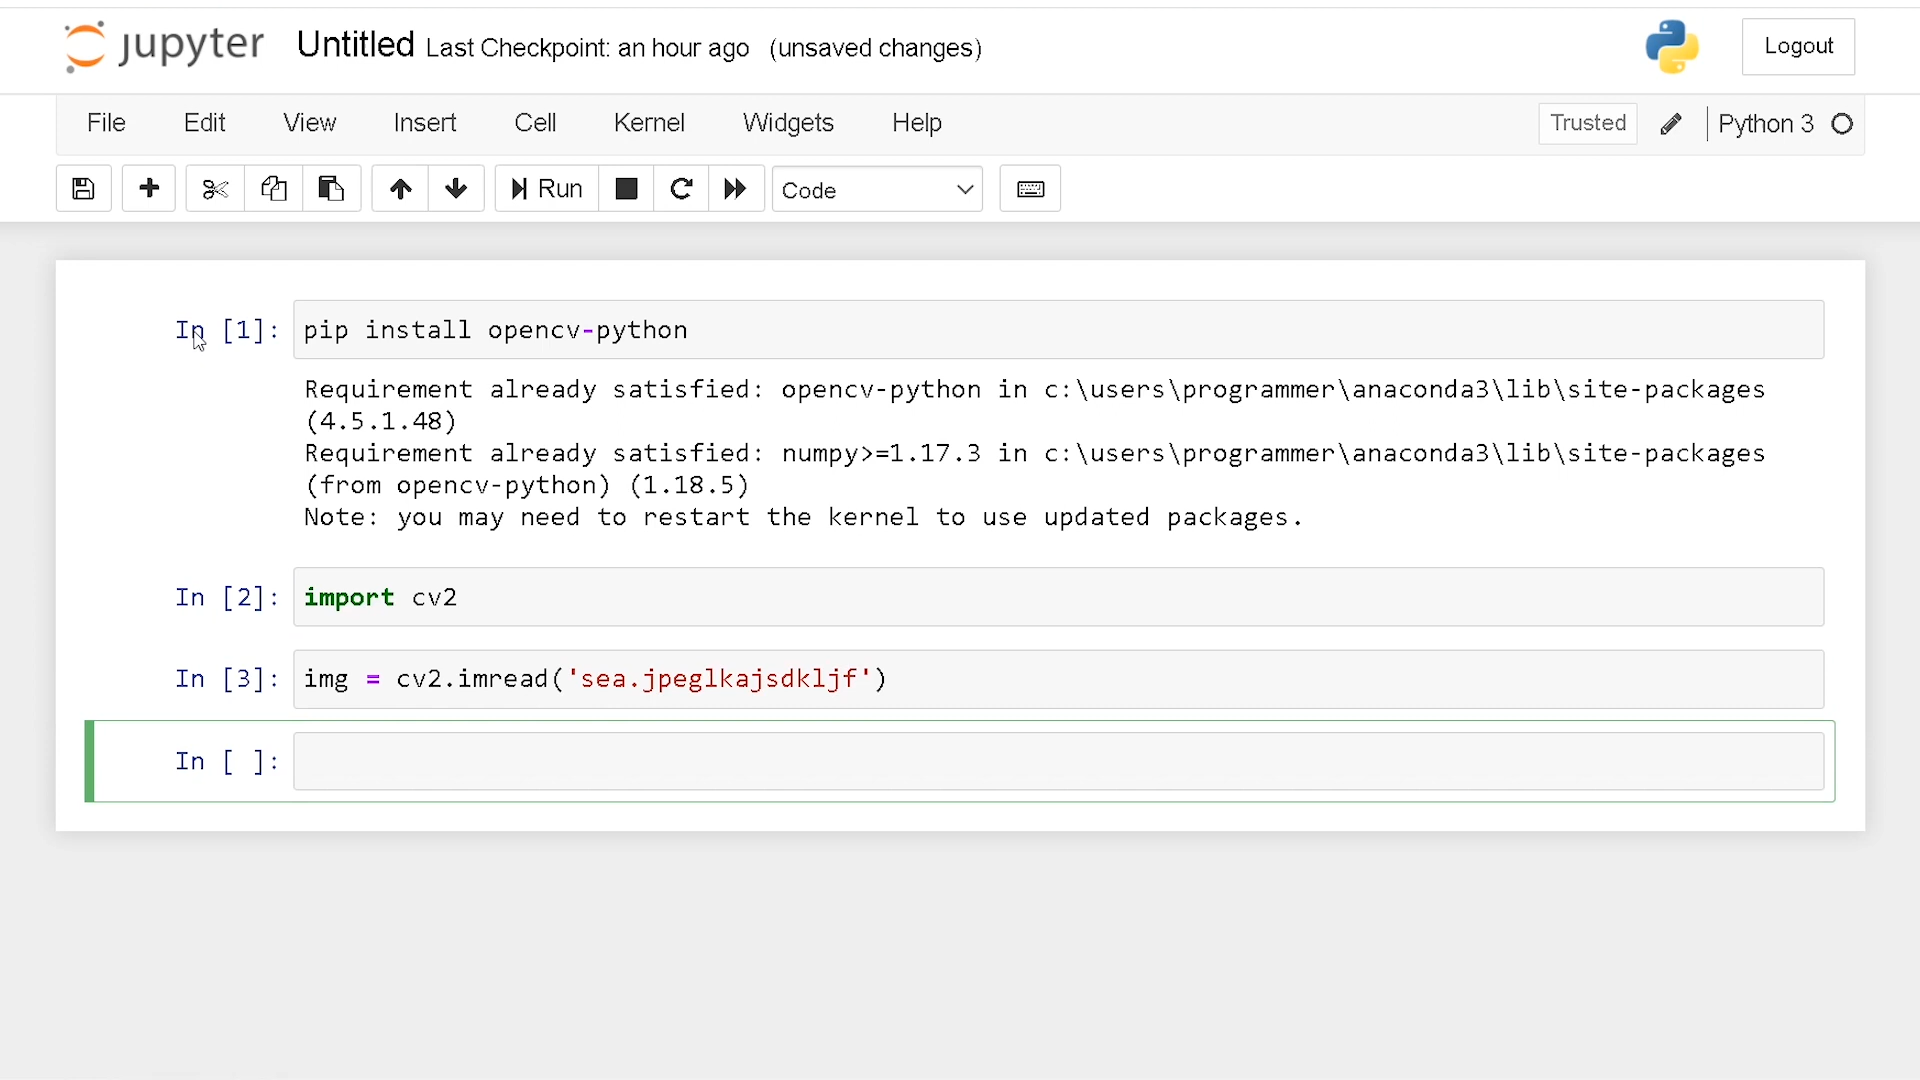 jupyter Untitled Last Checkpoint: an hour ago (unsaved changes) Logout
File Edit View Insert Cell Kernel Widgets Help Trusted Python 3
Run Code
In [1]: pip install opencv-python
Requirement already satisfied: opencv-python in c:\users\programmer\anaconda3\lib\site-packages
(4.5.1.48)
Requirement already satisfied: numpy>=1.17.3 in c:\users\programmer\anaconda3\lib\site-packages
(from opencv-python) (1.18.5)
Note: you may need to restart the kernel to use updated packages.
In [2]: import cv2
In [3]: img = cv2.imread('sea.jpeglkajsdkljf')
In [ ]: